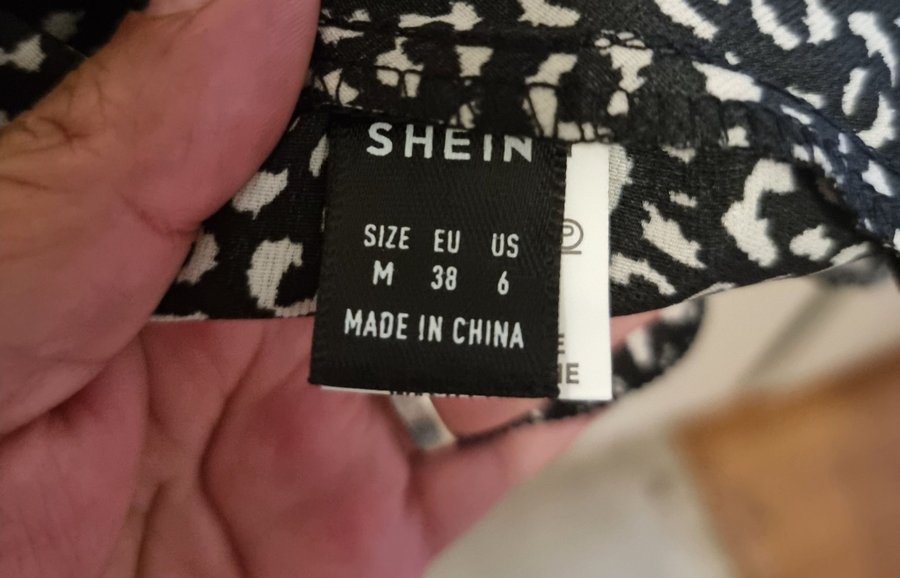 SHEIN
SIZE EU US
M 38 6
MADE IN CHINA